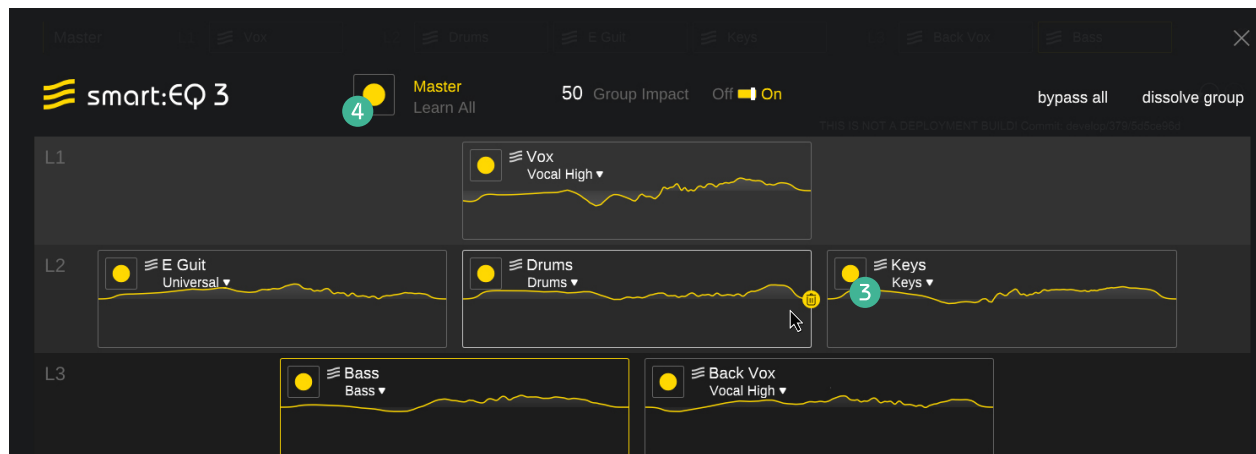 Master Vox Drums E Guit Keys Back Vox Bass
smart:EQ 3
4
Master
Learn All
50 Group Impact Off On
bypass all dissolve group
L1
Vox
Vocal High
L2
E Guit
Universal
Drums
Drums
Keys
Keys
3
L3
Bass
Bass
Back Vox
Vocal High